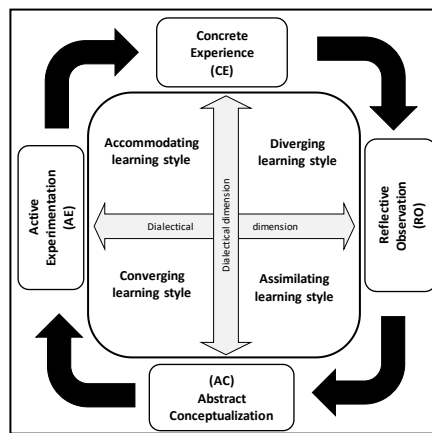 Concrete
Experience
(CE)
Accommodating
learning style
Diverging
learning style
Active
Experimentation
(AE)
Dialectical dimension
Dialectical dimension
Reflective
Observation
(RO)
Converging
learning style
Assimilating
learning style
(AC)
Abstract
Conceptualization